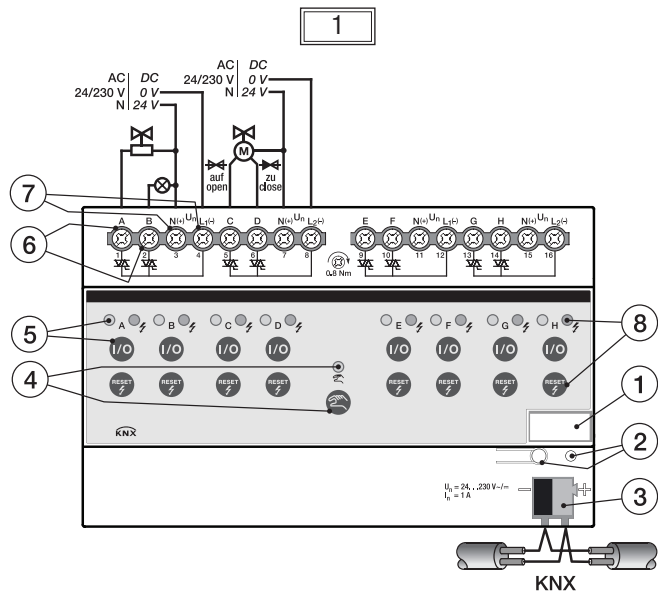 1
AC DC AC DC
24/230 V 0 V 24/230 V 0 V
N 24 V N 24 V
M
auf zu
open close
7
6
A B N(+) Un L1(-) C D N(+) Un L2(-) E F N(+) Un L1(-) G H N(+) Un L2(-)
1 2 3 4 5 6 7 8 9 10 11 12 13 14 15 16
0.8 Nm
5
A B C D E F G H
8
I/O I/O I/O I/O I/O I/O I/O I/O
4
RESET RESET RESET RESET RESET RESET RESET RESET
1
KNX
2
Un = 24...230 V~/=
In = 1 A
– +
3
KNX